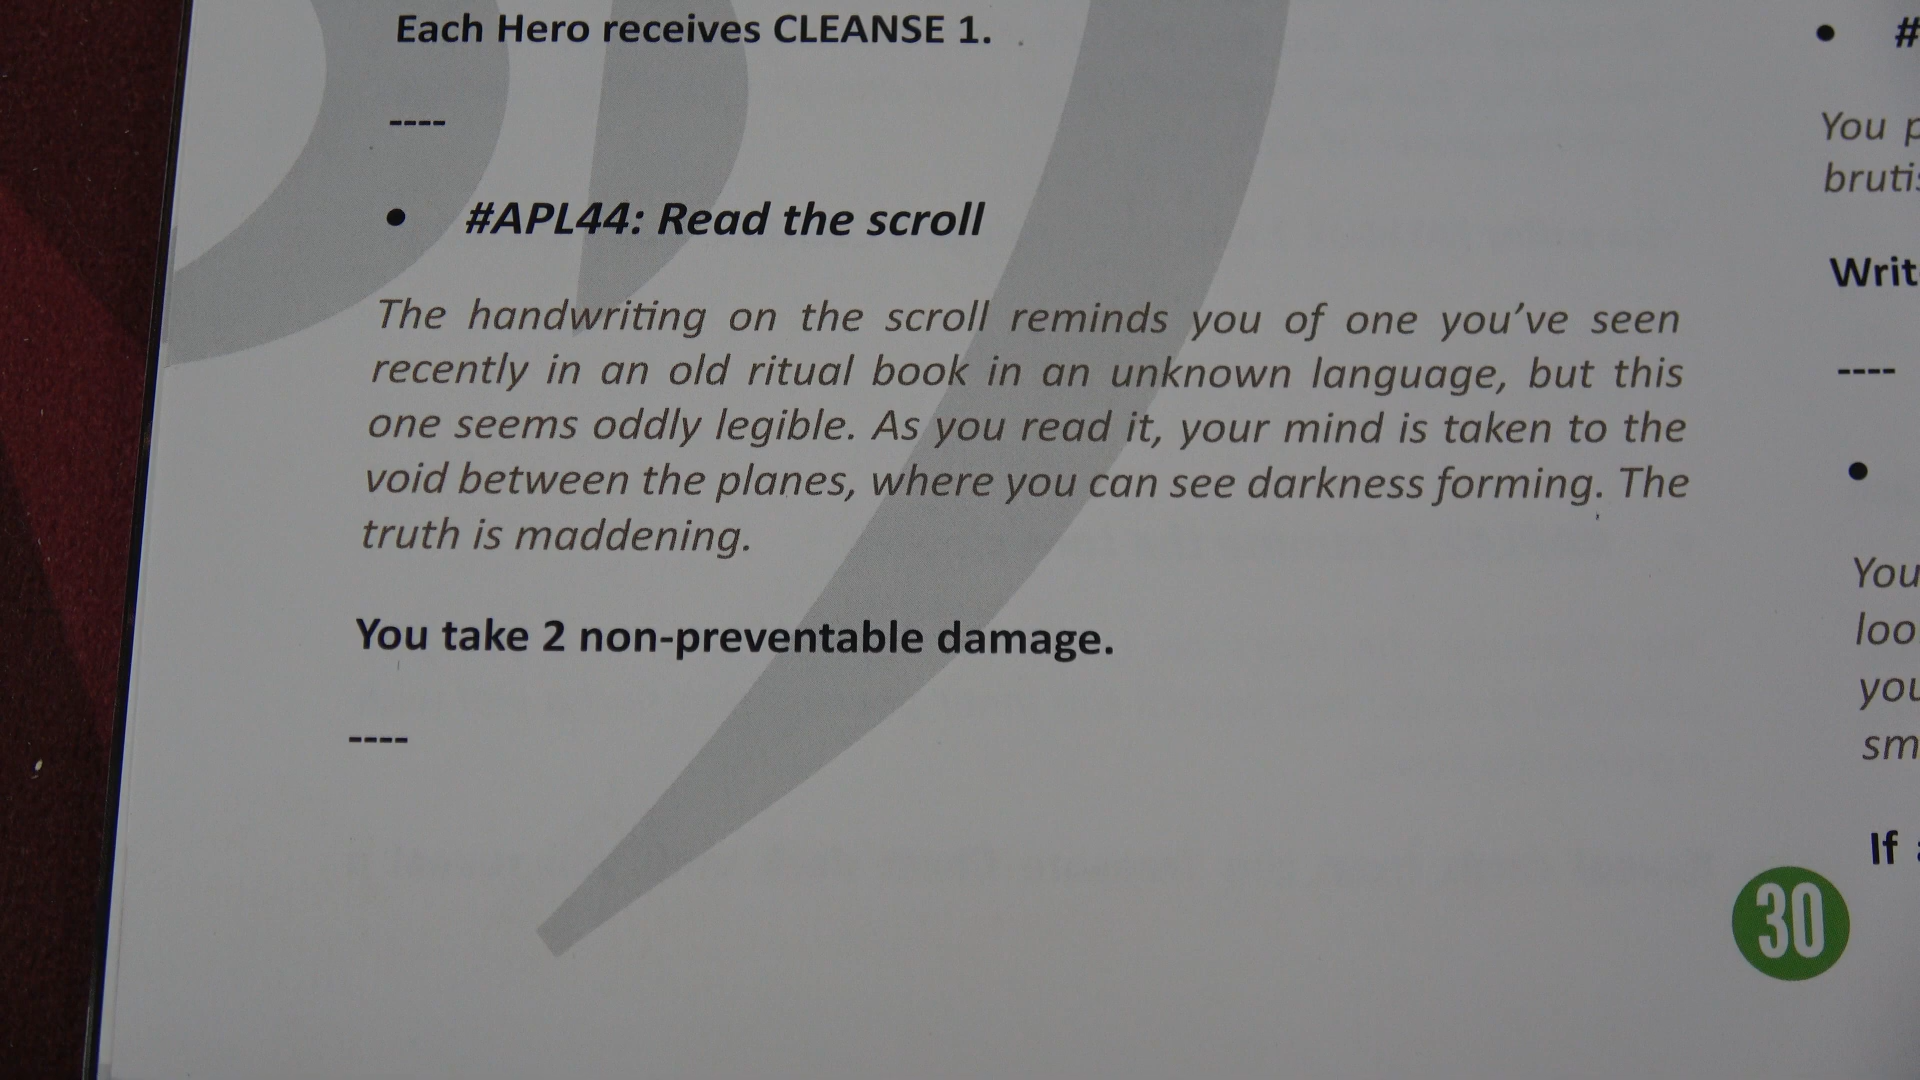 Each Hero receives CLEANSE 1.
----
• #APL44: Read the scroll
The handwriting on the scroll reminds you of one you’ve seen
recently in an old ritual book in an unknown language, but this
one seems oddly legible. As you read it, your mind is taken to the
void between the planes, where you can see darkness forming. The
truth is maddening.
You take 2 non-preventable damage.
----
• #
You
Writ
----
•
You
loo
you
sm
If
30